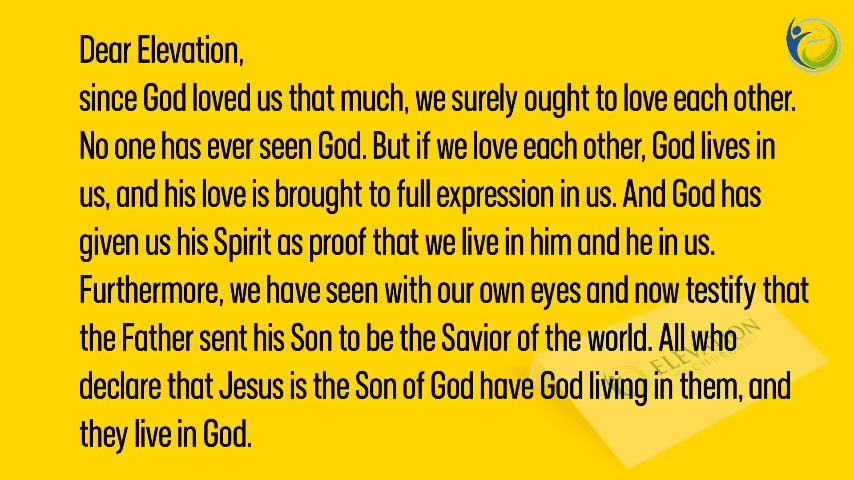 Dear Elevation,
since God loved us that much, we surely ought to love each other.
No one has ever seen God. But if we love each other, God lives in
us, and his love is brought to full expression in us. And God has
given us his Spirit as proof that we live in him and he in us.
Furthermore, we have seen with our own eyes and now testify that
the Father sent his Son to be the Savior of the world. All who
declare that Jesus is the Son of God have God living in them, and
they live in God.
ELEVATION
CHURCH